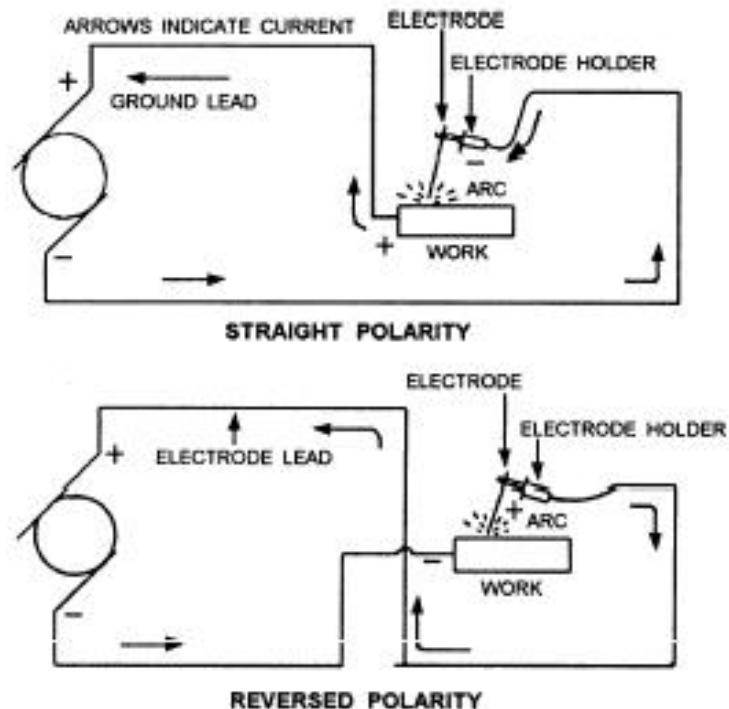 ARROWS INDICATE CURRENT
ELECTRODE
+
GROUND LEAD
ELECTRODE HOLDER
−
ARC
+
WORK
−
STRAIGHT POLARITY
ELECTRODE
+
ELECTRODE LEAD
ELECTRODE HOLDER
+
ARC
−
WORK
−
REVERSED POLARITY